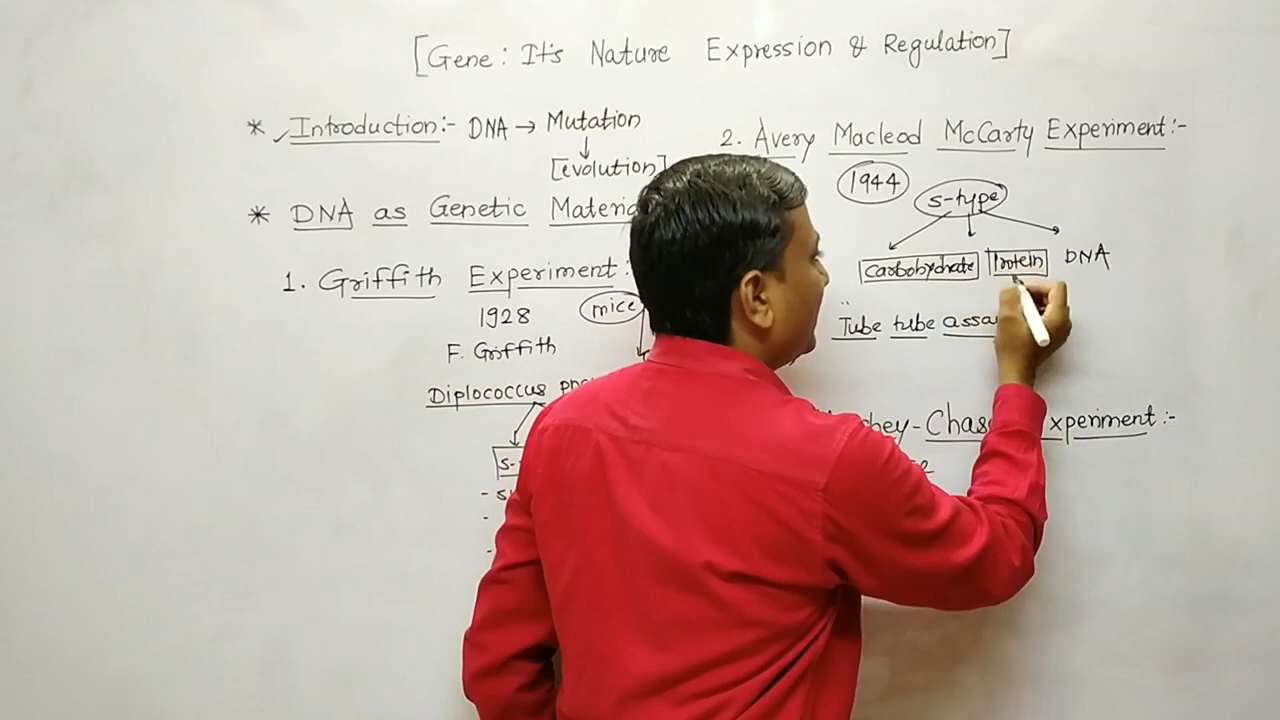 [Gene: It's Nature Expression & Regulation]
* ✓Introduction:- DNA → Mutation
↓
[evolution]
* DNA as Genetic
1. Griffith Experiment:
1928
mice
F. Griffith
Diplococcus
2. Avery Macleod McCarty Experiment:-
1944
s-type
Carbohydrate Protein DNA
Tube tube
Experiment:-